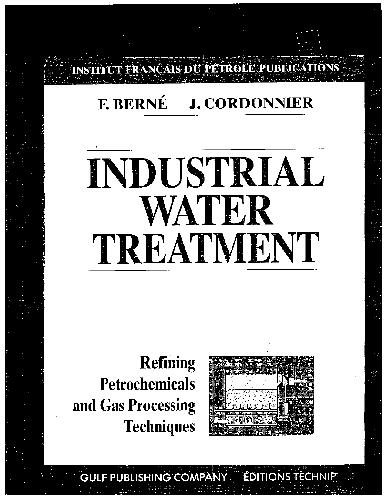 INSTITUT FRANÇAIS DU PÉTROLE PUBLICATIONS
F. BERNÉ J. CORDONNIER
INDUSTRIAL
WATER
TREATMENT
Refining
Petrochemicals
and Gas Processing
Techniques
GULF PUBLISHING COMPANY ÉDITIONS TECHNIP